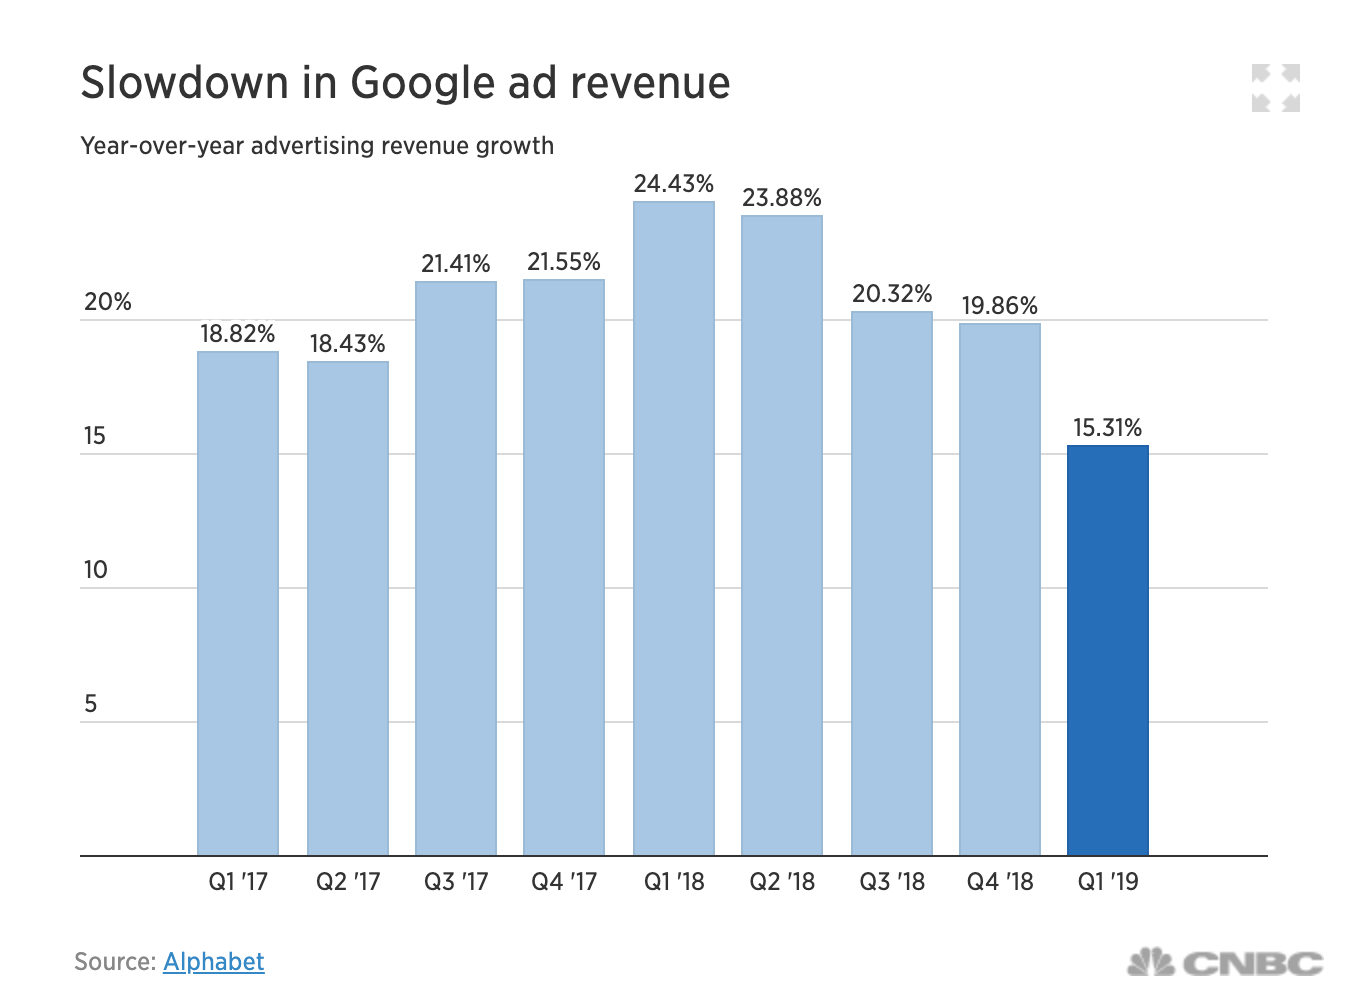 Slowdown in Google ad revenue
Year-over-year advertising revenue growth
24.43%
23.88%
21.41%
21.55%
20%
18.82%
18.43%
20.32%
19.86%
15
15.31%
10
5
Q1 '17
Q2 '17
Q3 '17
Q4 '17
Q1 '18
Q2 '18
Q3 '18
Q4 '18
Q1 '19
Source: Alphabet
CNBC